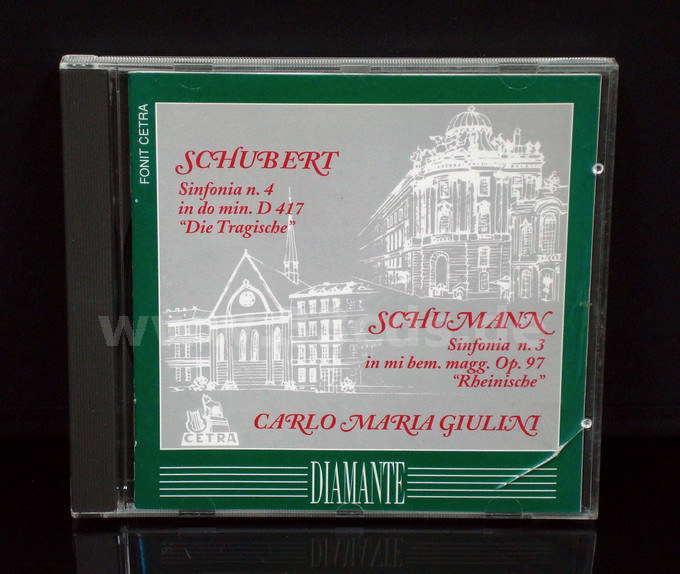 FONIT CETRA
SCHUBERT
Sinfonia n. 4
in do min. D 417
"Die Tragische"
SCHUMANN
Sinfonia n. 3
in mi bem. magg. Op. 97
"Rheinische"
CETRA
CARLO MARIA GIULINI
DIAMANTE